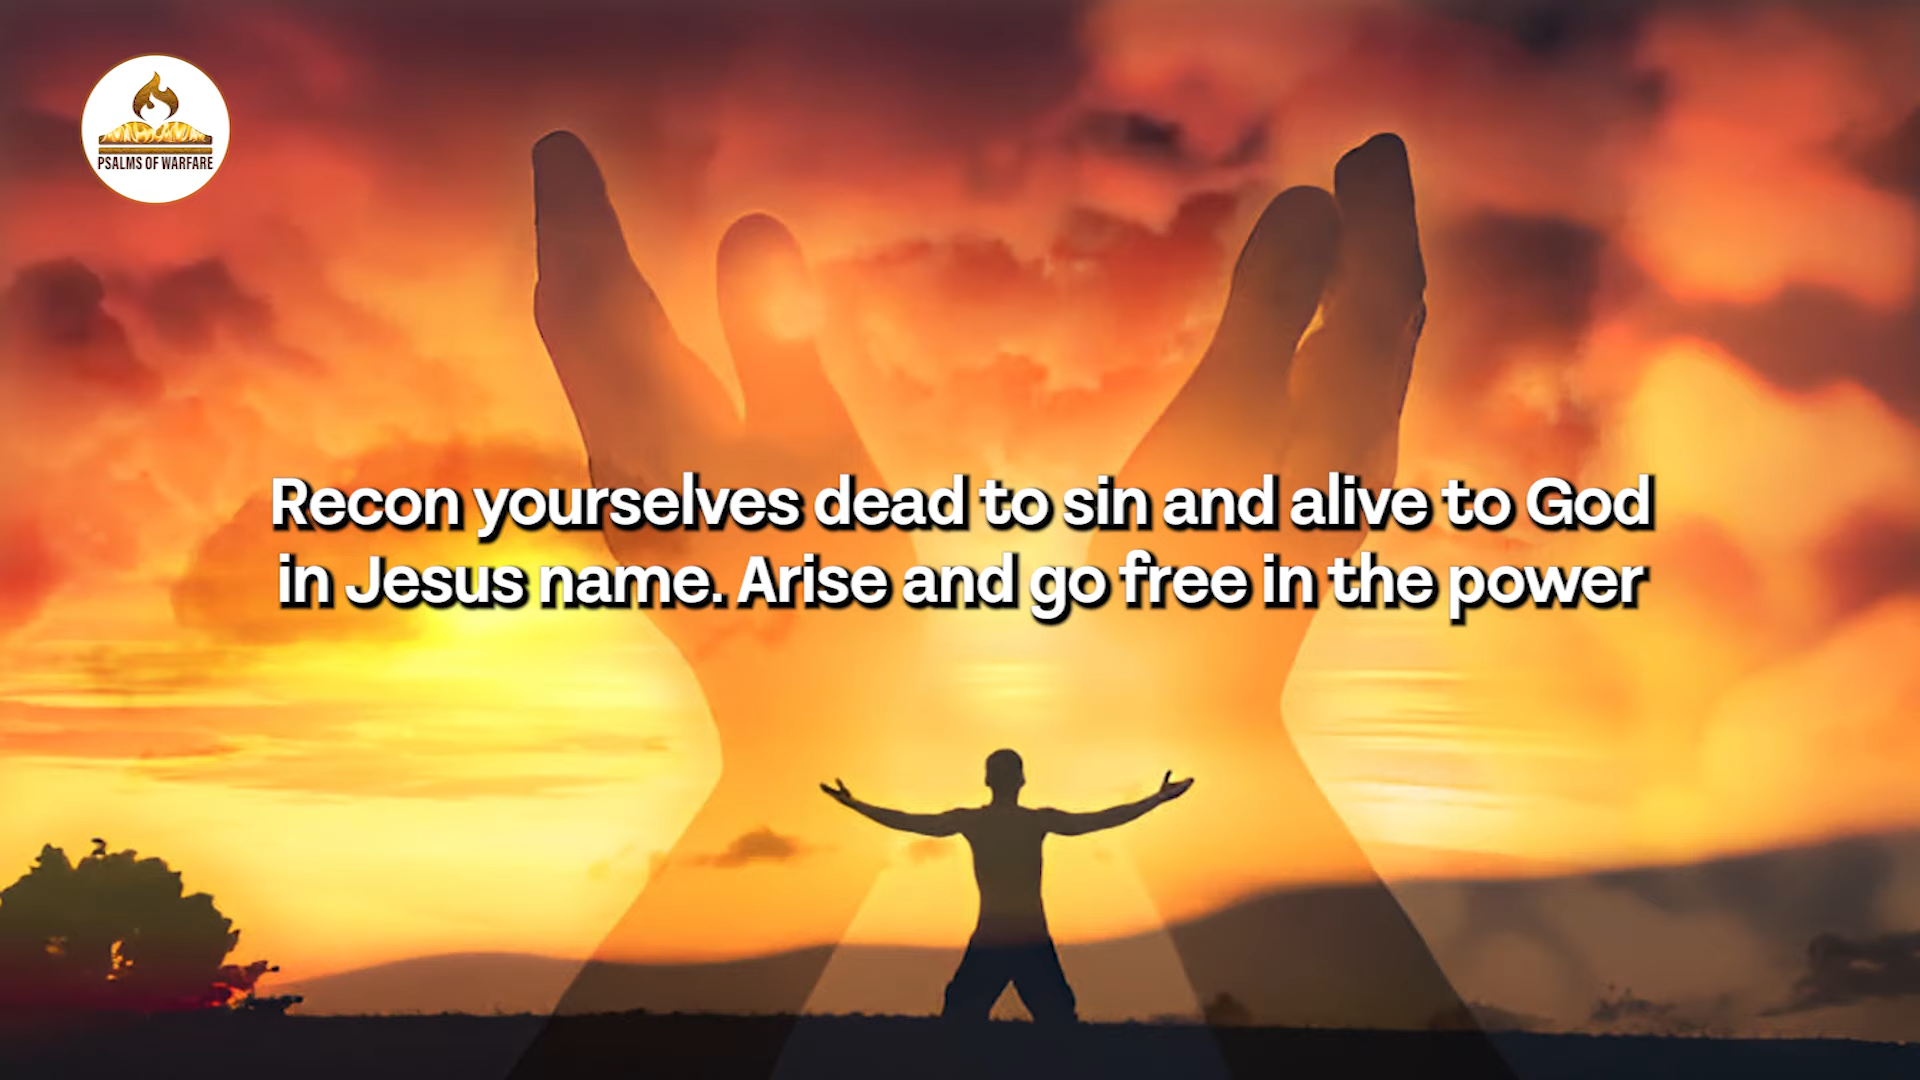 PSALMS OF WARFARE
Recon yourselves dead to sin and alive to God
in Jesus name. Arise and go free in the power